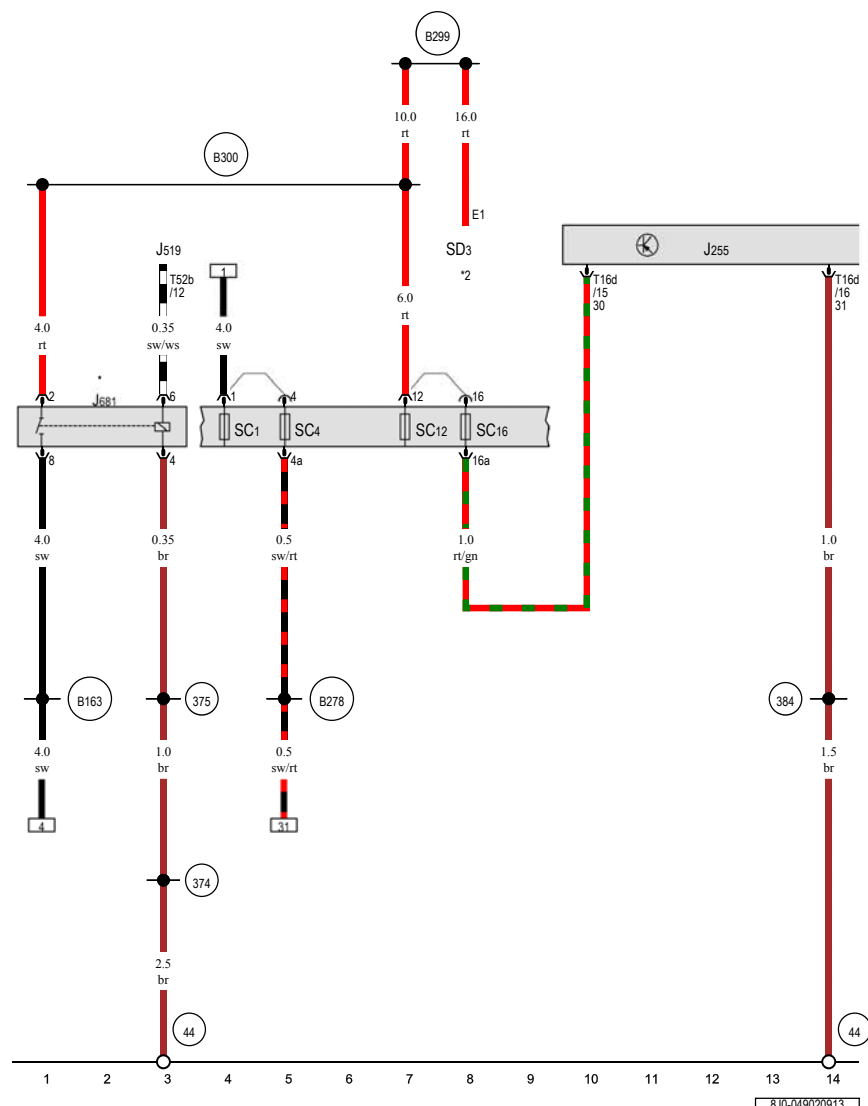 B299
10.0
rt
16.0
rt
B300
E1
J519
SD3
*2
J255
1
T52b
/12
T16d
/15
30
T16d
/16
31
4.0
rt
0.35
sw/ws
4.0
sw
6.0
rt
*
J681
2
6
1
4
12
16
SC1
SC4
SC12
SC16
8
4
4a
16a
4.0
sw
0.35
br
0.5
sw/rt
1.0
rt/gn
1.0
br
B163
375
B278
384
4.0
sw
1.0
br
0.5
sw/rt
1.5
br
4
31
374
2.5
br
44
44
1 2 3 4 5 6 7 8 9 10 11 12 13 14
8J0-049020913